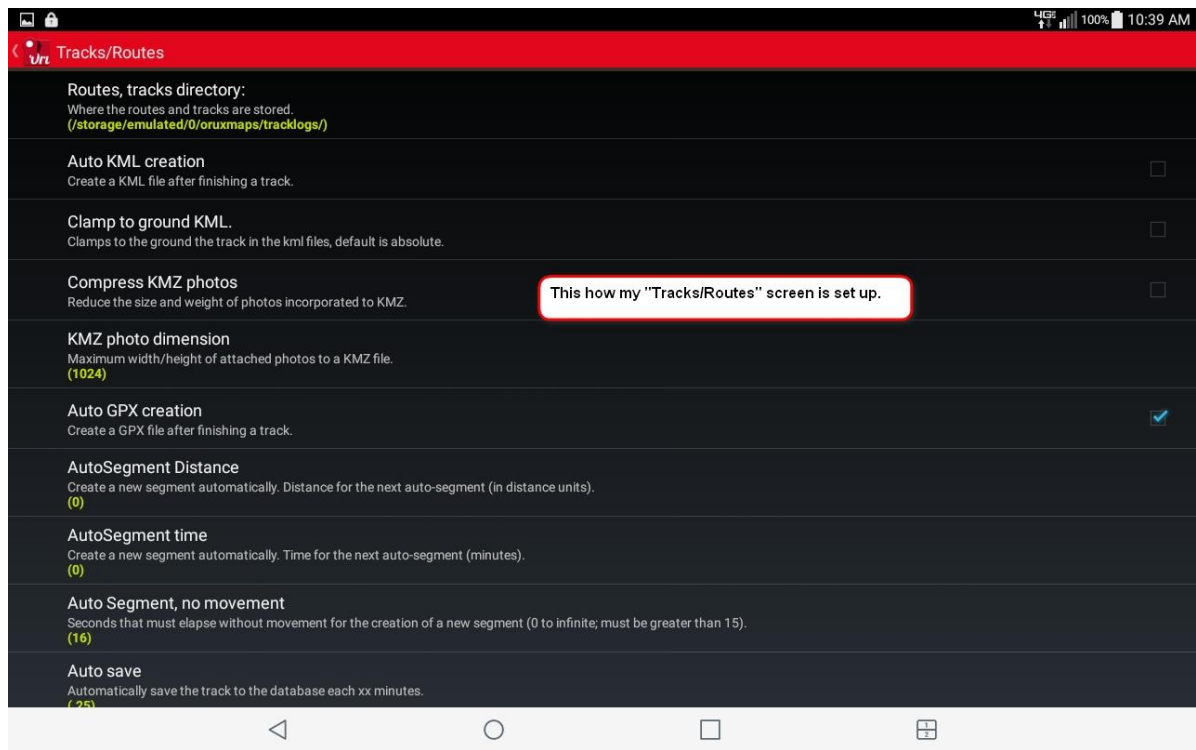 4G 100% 10:39 AM
Tracks/Routes
Routes, tracks directory:
Where the routes and tracks are stored.
(/storage/emulated/0/oruxmaps/tracklogs/)
Auto KML creation
Create a KML file after finishing a track.
Clamp to ground KML.
Clamps to the ground the track in the kml files, default is absolute.
Compress KMZ photos
Reduce the size and weight of photos incorporated to KMZ.
This how my "Tracks/Routes" screen is set up.
KMZ photo dimension
Maximum width/height of attached photos to a KMZ file.
(1024)
Auto GPX creation
Create a GPX file after finishing a track.
AutoSegment Distance
Create a new segment automatically. Distance for the next auto-segment (in distance units).
(0)
AutoSegment time
Create a new segment automatically. Time for the next auto-segment (minutes).
(0)
Auto Segment, no movement
Seconds that must elapse without movement for the creation of a new segment (0 to infinite; must be greater than 15).
(16)
Auto save
Automatically save the track to the database each xx minutes.
(.25)
1
2